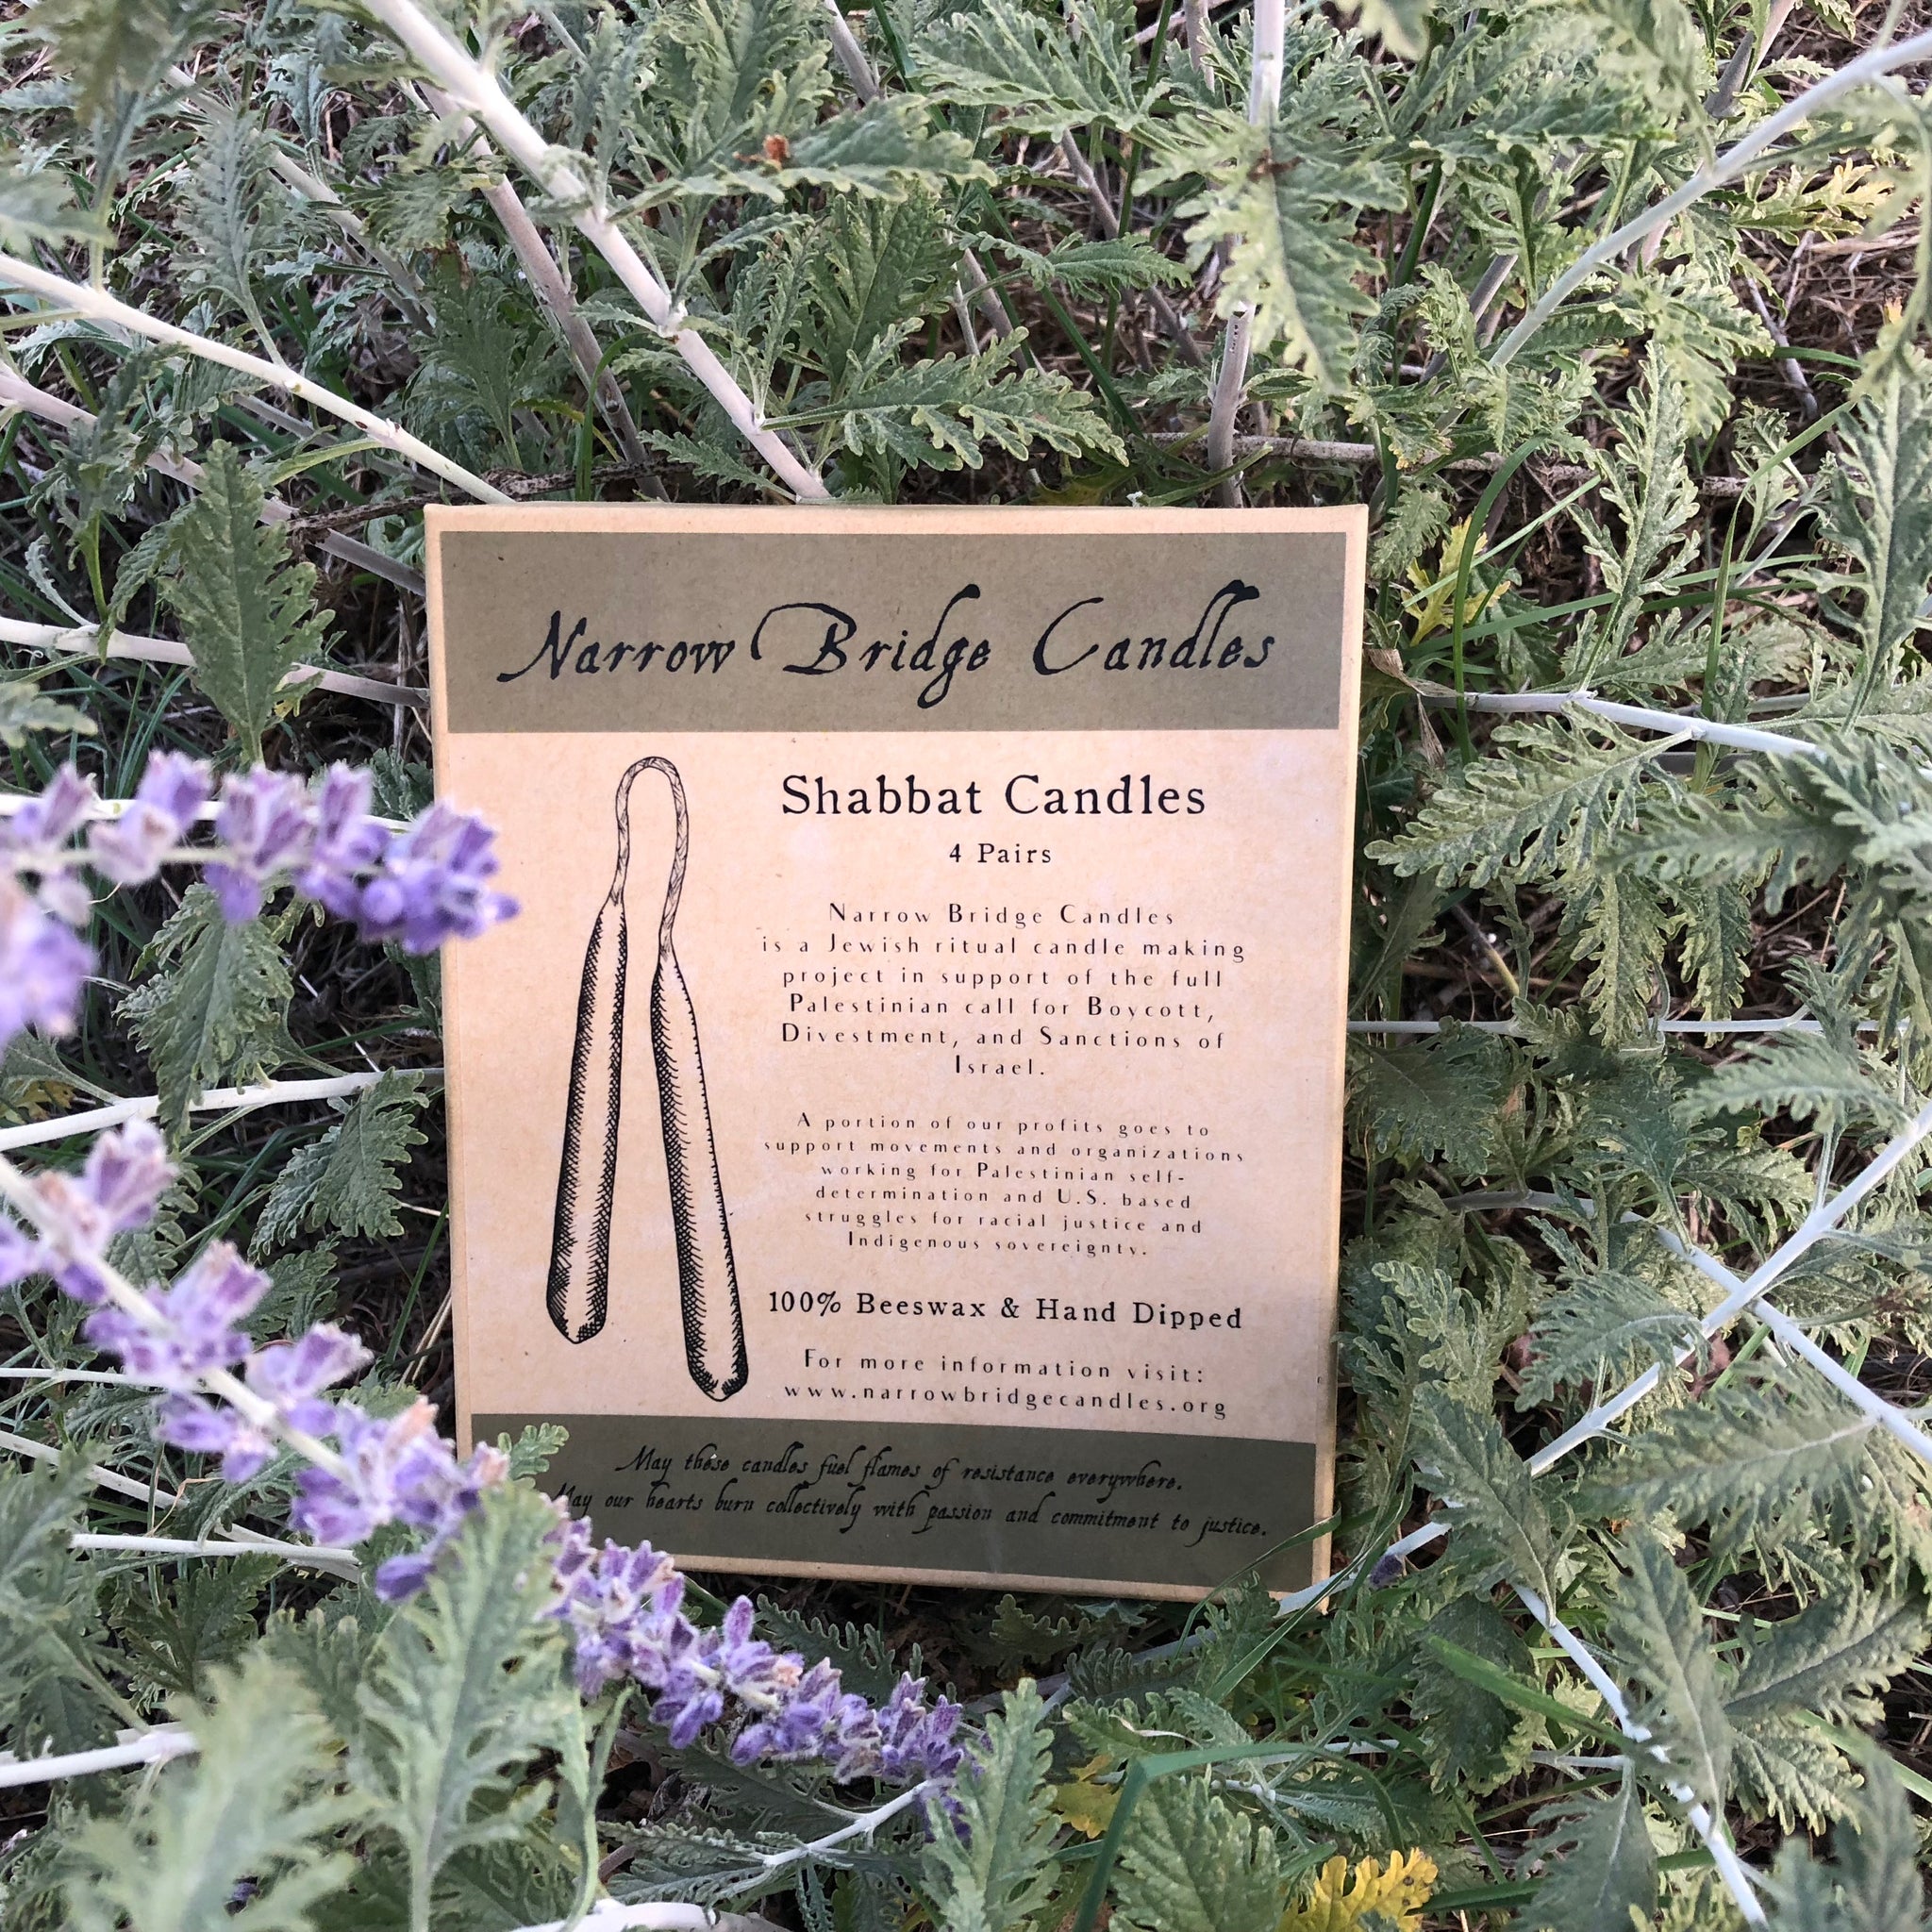 Narrow Bridge Candles
Shabbat Candles
4 Pairs
Narrow Bridge Candles
is a Jewish ritual candle making
project in support of the full
Palestinian call for Boycott,
Divestment, and Sanctions of
Israel.
A portion of our profits goes to
support movements and organizations
working for Palestinian self-
determination and U.S. based
struggles for racial justice and
Indigenous sovereignty.
100% Beeswax & Hand Dipped
For more information visit:
www.narrowbridgecandles.org
May these candles fuel flames of resistance everywhere.
May our hearts burn collectively with passion and commitment to justice.